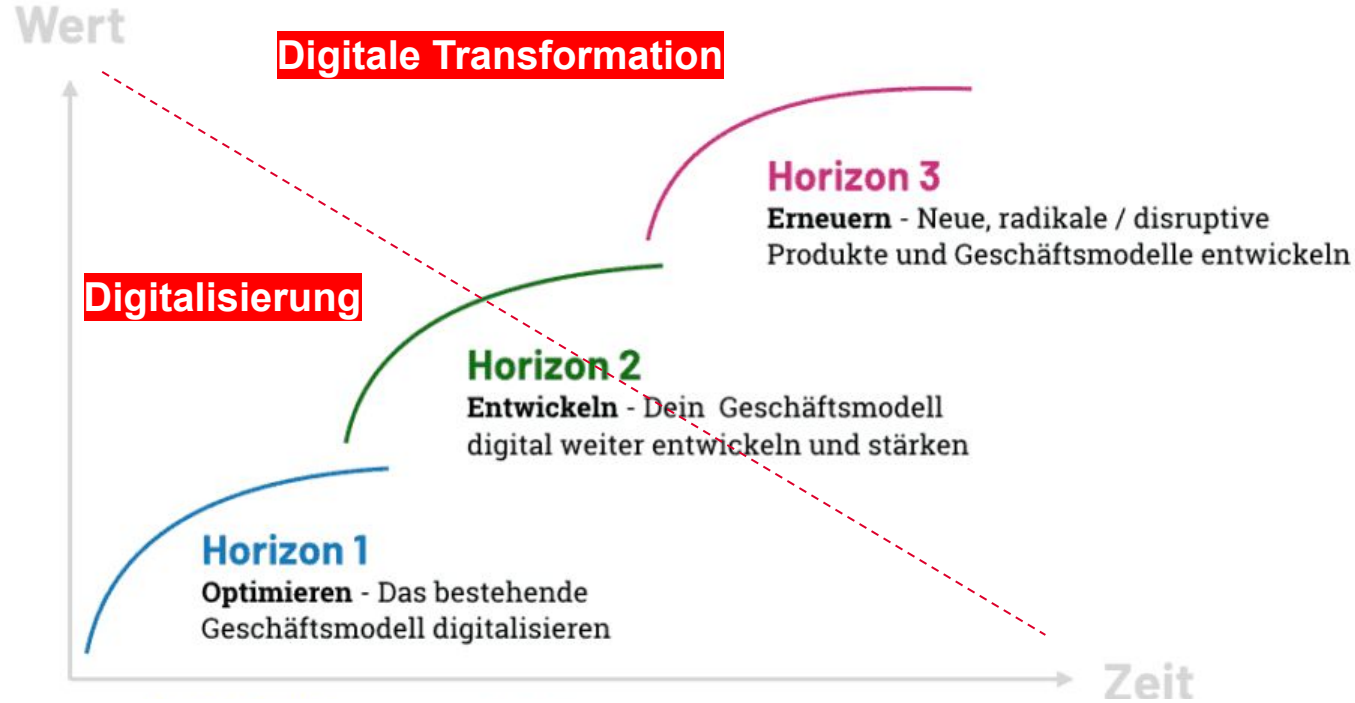 Wert
Digitale Transformation
Horizon 3
Erneuern - Neue, radikale / disruptive
Produkte und Geschäftsmodelle entwickeln
Digitalisierung
Horizon 2
Entwickeln - Dein Geschäftsmodell
digital weiter entwickeln und stärken
Horizon 1
Optimieren - Das bestehende
Geschäftsmodell digitalisieren
Zeit